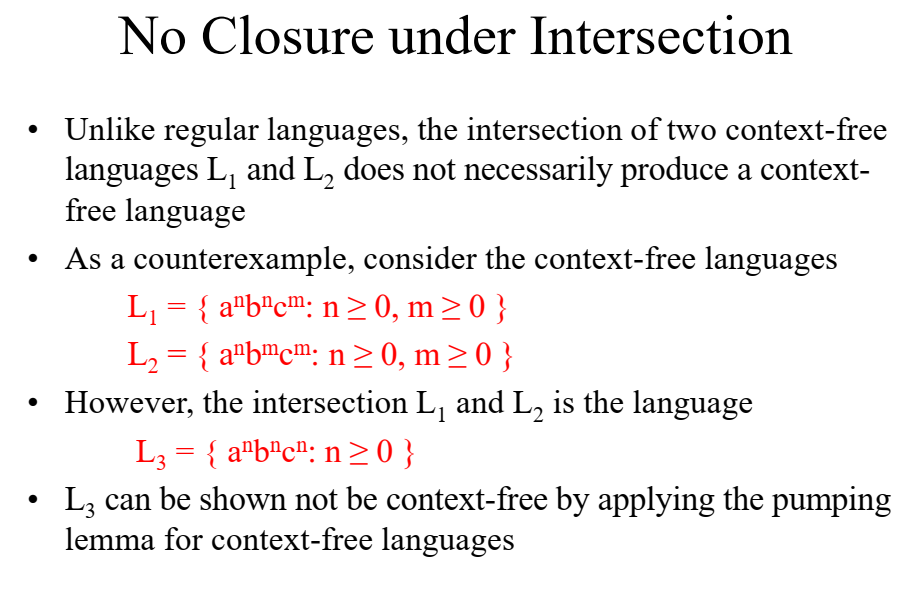 No Closure under Intersection
• Unlike regular languages, the intersection of two context-free
languages L₁ and L₂ does not necessarily produce a context-
free language
• As a counterexample, consider the context-free languages
L₁ = { aⁿbⁿcᵐ: n ≥ 0, m ≥ 0 }
L₂ = { aⁿbᵐcᵐ: n ≥ 0, m ≥ 0 }
• However, the intersection L₁ and L₂ is the language
L₃ = { aⁿbⁿcⁿ: n ≥ 0 }
• L₃ can be shown not be context-free by applying the pumping
lemma for context-free languages